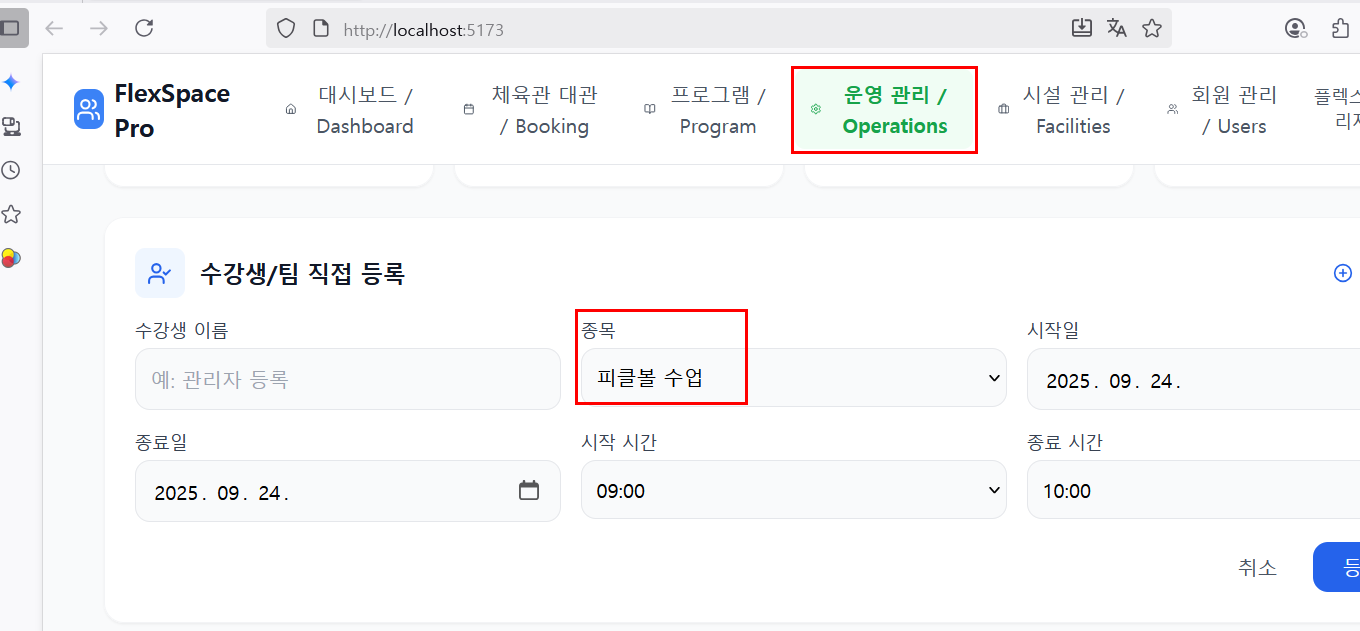 http://localhost:5173
FlexSpace
Pro
대시보드 /
Dashboard
체육관 대관
/ Booking
프로그램 /
Program
운영 관리 /
Operations
시설 관리 /
Facilities
회원 관리
/ Users
플렉스
리자
수강생/팀 직접 등록
수강생 이름
종목
시작일
예: 관리자 등록
피클볼 수업
2025. 09. 24.
종료일
시작 시간
종료 시간
2025. 09. 24.
09:00
10:00
취소
등